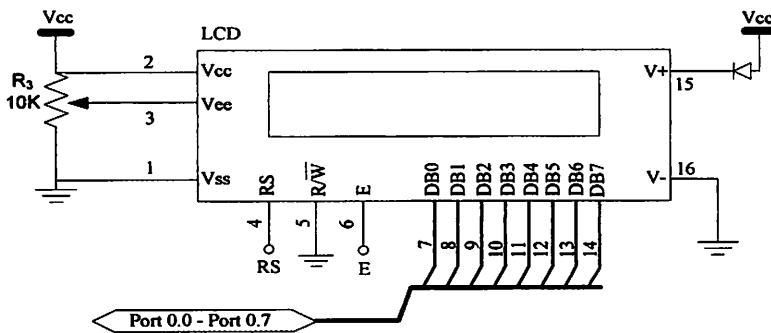 Vcc
Vcc
LCD
R3
10K
2
3
1
Vcc
Vee
Vss
V+
15
V-
16
RS
R/W
E
DB0
DB1
DB2
DB3
DB4
DB5
DB6
DB7
4
5
6
7
8
9
10
11
12
13
14
RS
E
Port 0.0 - Port 0.7